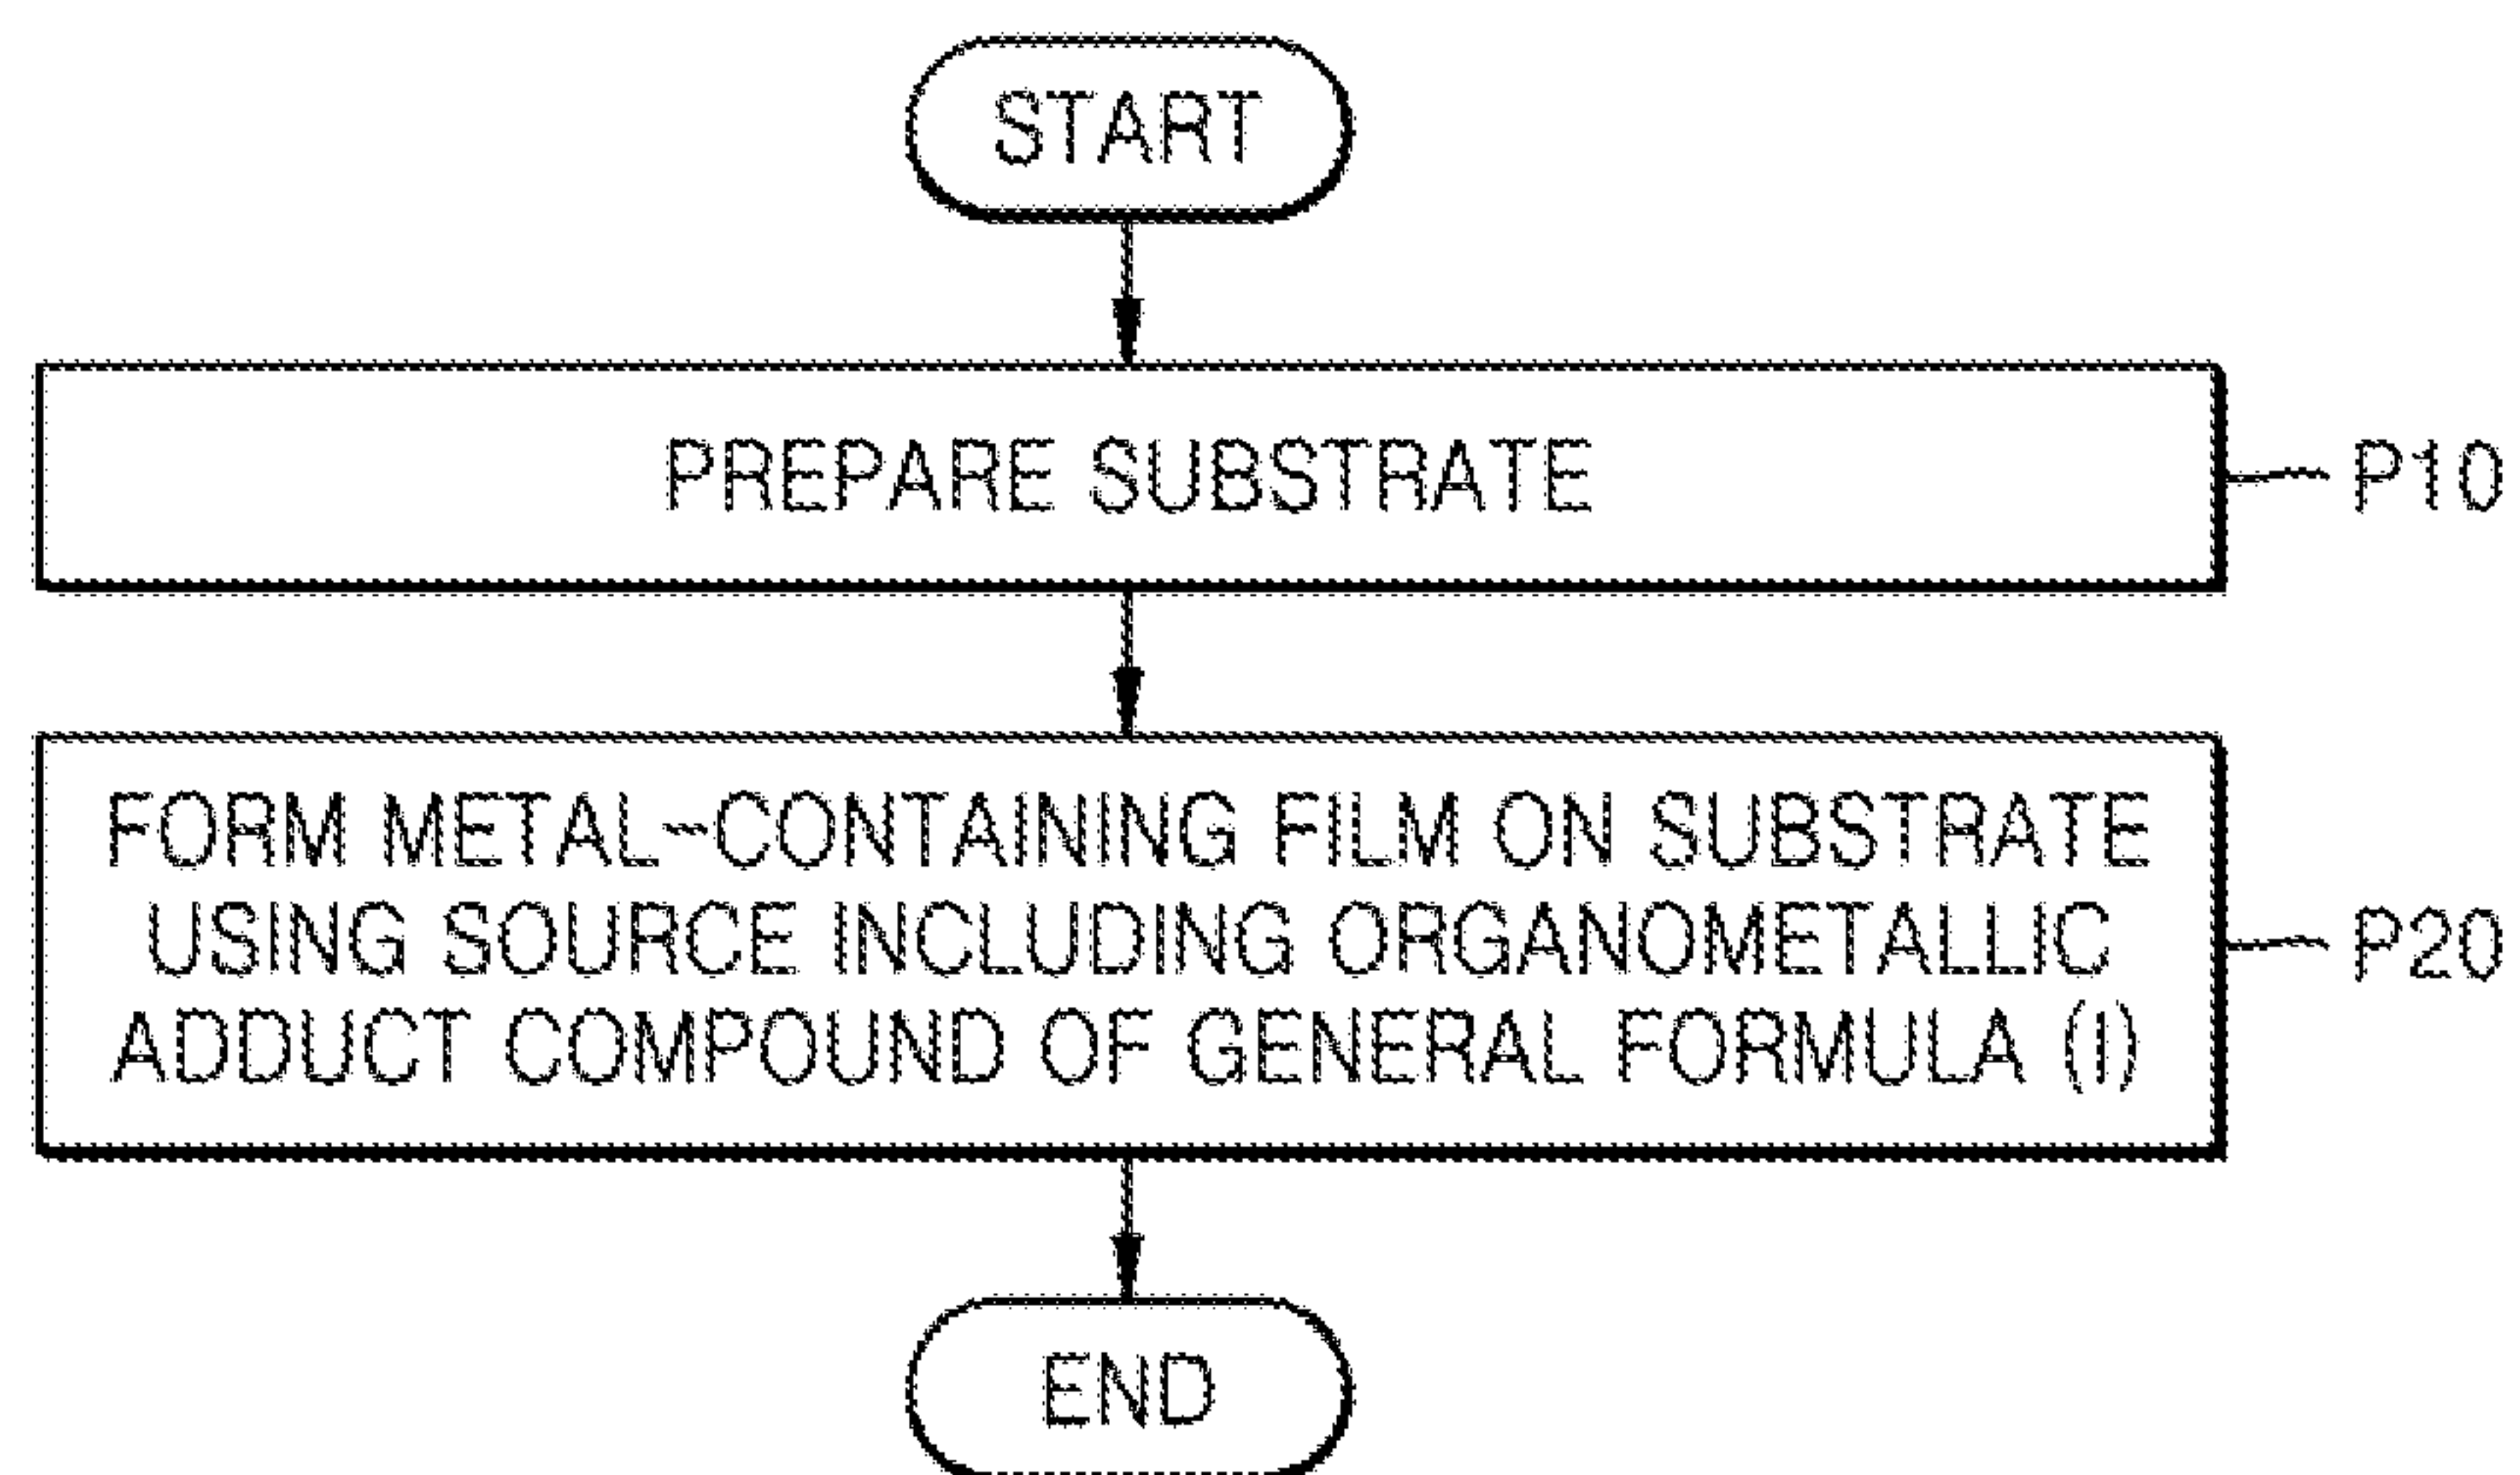 START
PREPARE SUBSTRATE
P10
FORM METAL-CONTAINING FILM ON SUBSTRATE
USING SOURCE INCLUDING ORGANOMETALLIC
ADDUCT COMPOUND OF GENERAL FORMULA (I)
P20
END